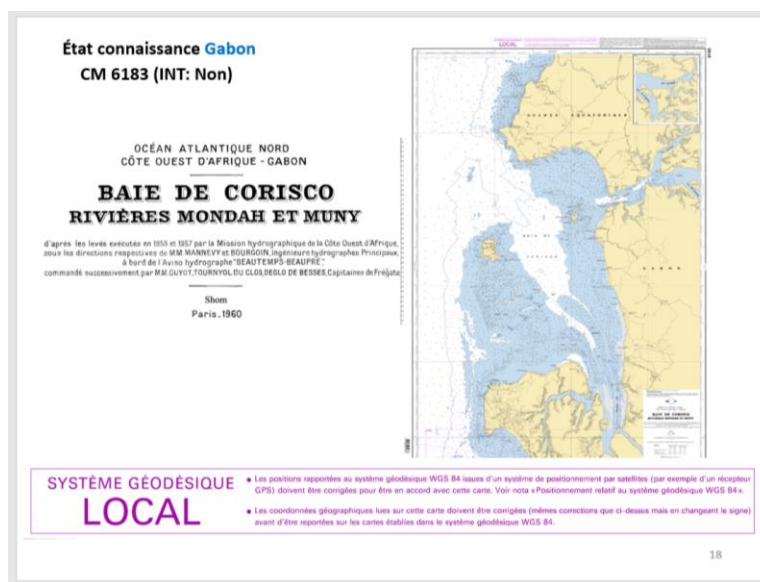 État connaissance Gabon
CM 6183 (INT: Non)
OCÉAN ATLANTIQUE NORD
CÔTE OUEST D'AFRIQUE - GABON
BAIE DE CORISCO
RIVIÈRES MONDAH ET MUNY
d'après les levés exécutés en 1955 et 1957 par la Mission hydrographique de la Côte Ouest d'Afrique,
sous les directions respectives de MM. MANNEVY et BOURGOIN, ingénieurs hydrographes Principaux,
à bord de l'Aviso hydrographe "BEAUTEMPS-BEAUPRÉ",
commandé successivement par MM. GUYOT, TOURNYOL DU CLOS, DEGLO DE BESSES, Capitaines de Frégate
Shom
Paris_1960
LOCAL
GUINÉE ÉQUATORIALE
BAIE DE
CORISCO
GABON
BAIE DE CORISCO
RIVIÈRES MONDAH ET MUNY
SYSTÈME GÉODÉSIQUE
LOCAL
• Les positions rapportées au système géodésique WGS 84 issues d'un système de positionnement par satellites (par exemple d'un récepteur
GPS) doivent être corrigées pour être en accord avec cette carte. Voir nota «Positionnement relatif au système géodésique WGS 84».
• Les coordonnées géographiques lues sur cette carte doivent être corrigées (mêmes corrections que ci-dessus mais en changeant le signe)
avant d'être reportées sur les cartes établies dans le système géodésique WGS 84.
18